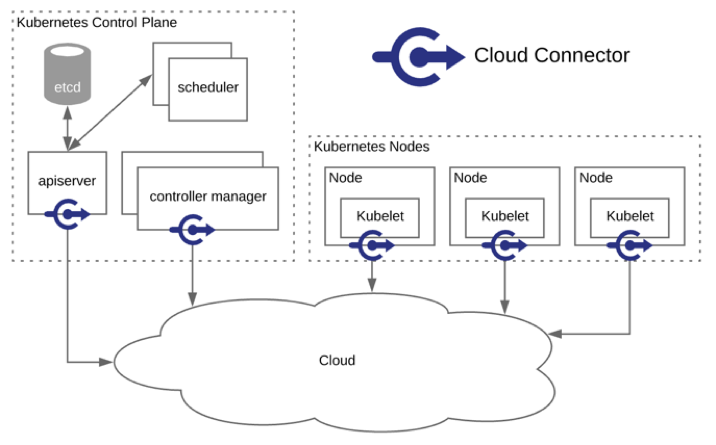 Kubernetes Control Plane
etcd
scheduler
Cloud Connector
apiserver
controller manager
Kubernetes Nodes
Node
Kubelet
Node
Kubelet
Node
Kubelet
Cloud